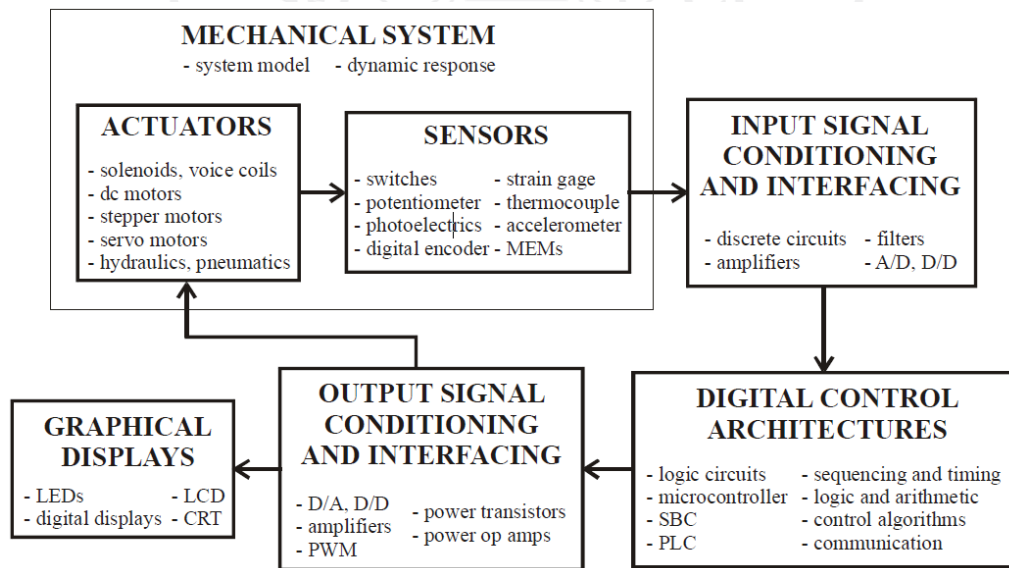 MECHANICAL SYSTEM
- system model - dynamic response
ACTUATORS
- solenoids, voice coils
- dc motors
- stepper motors
- servo motors
- hydraulics, pneumatics
SENSORS
- switches - strain gage
- potentiometer - thermocouple
- photoelectrics - accelerometer
- digital encoder - MEMs
INPUT SIGNAL
CONDITIONING
AND INTERFACING
- discrete circuits - filters
- amplifiers - A/D, D/D
GRAPHICAL
DISPLAYS
- LEDs - LCD
- digital displays - CRT
OUTPUT SIGNAL
CONDITIONING
AND INTERFACING
- D/A, D/D
- amplifiers
- PWM
- power transistors
- power op amps
DIGITAL CONTROL
ARCHITECTURES
- logic circuits - sequencing and timing
- microcontroller - logic and arithmetic
- SBC - control algorithms
- PLC - communication